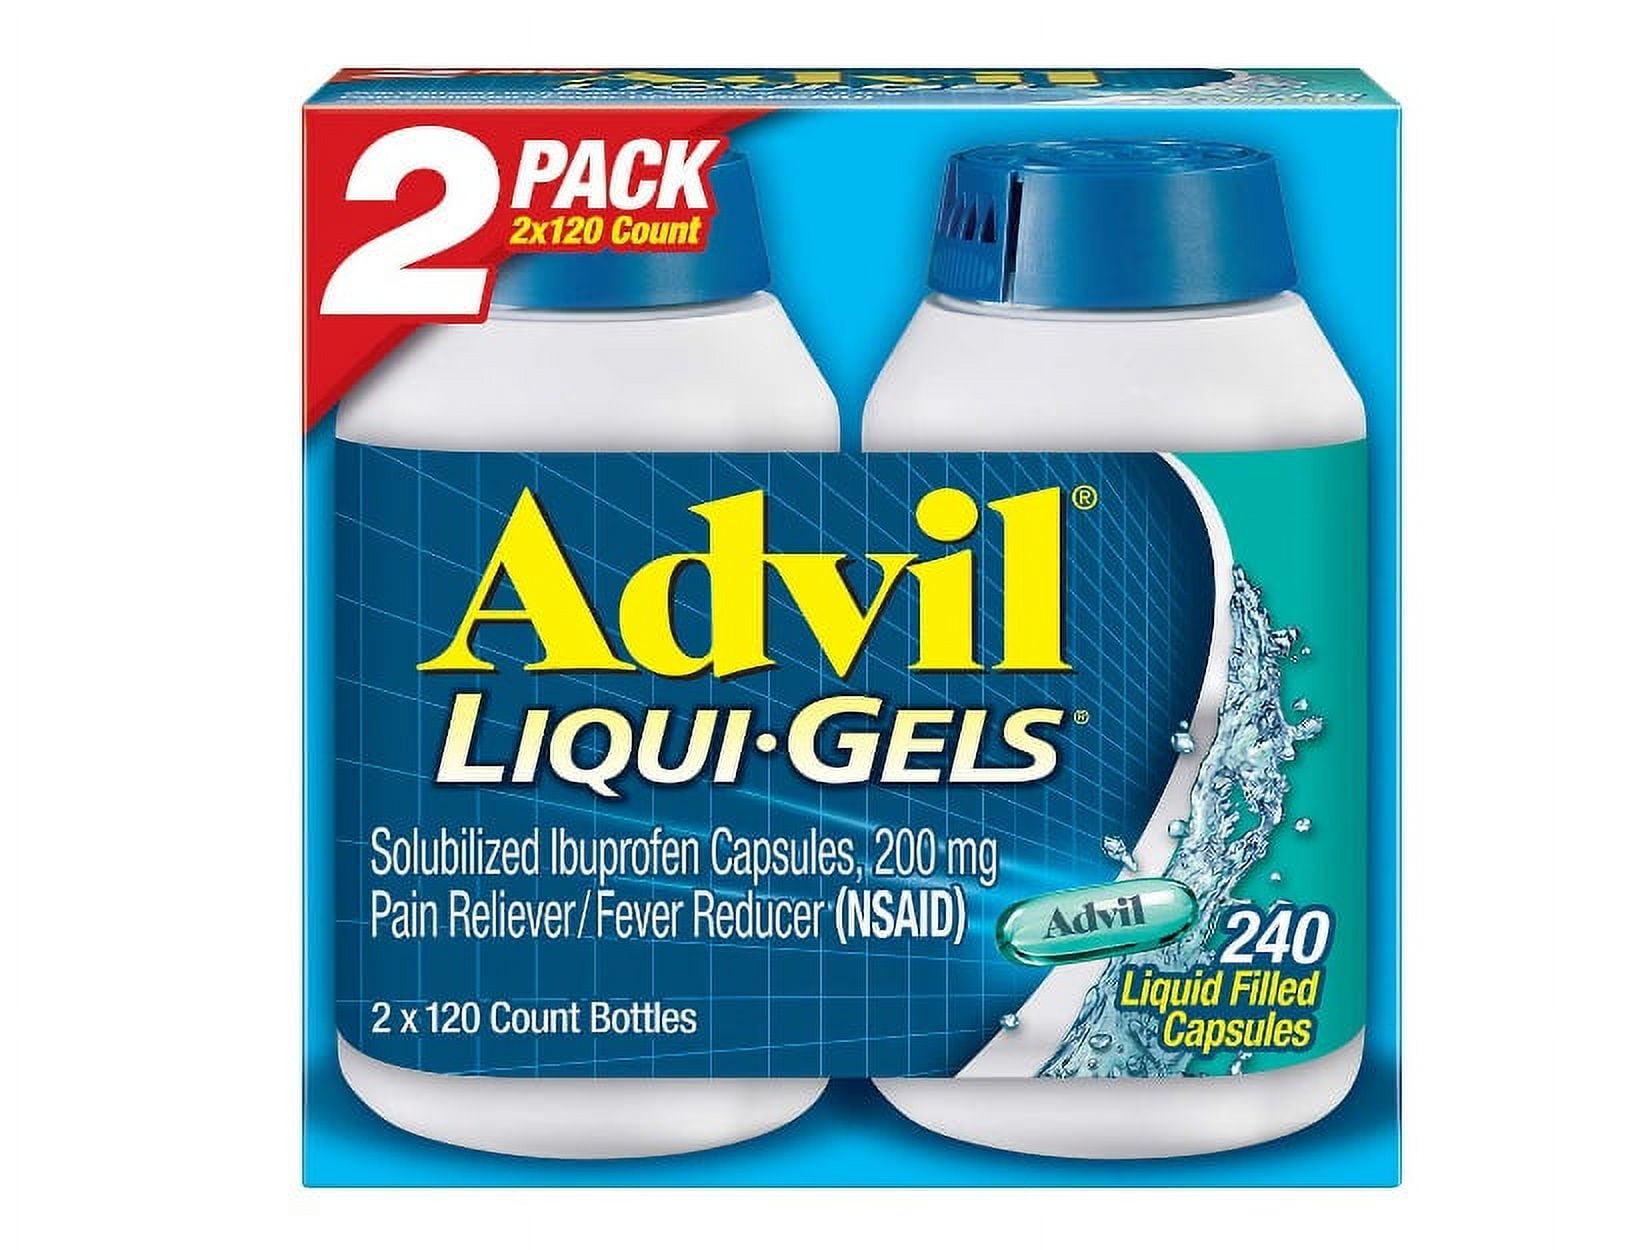 Advil
2 PACK
2x120 Count
Advil®
LIQUI·GELS®
Solubilized Ibuprofen Capsules, 200 mg
Pain Reliever/Fever Reducer (NSAID)
2 x 120 Count Bottles
Advil
240
Liquid Filled
Capsules